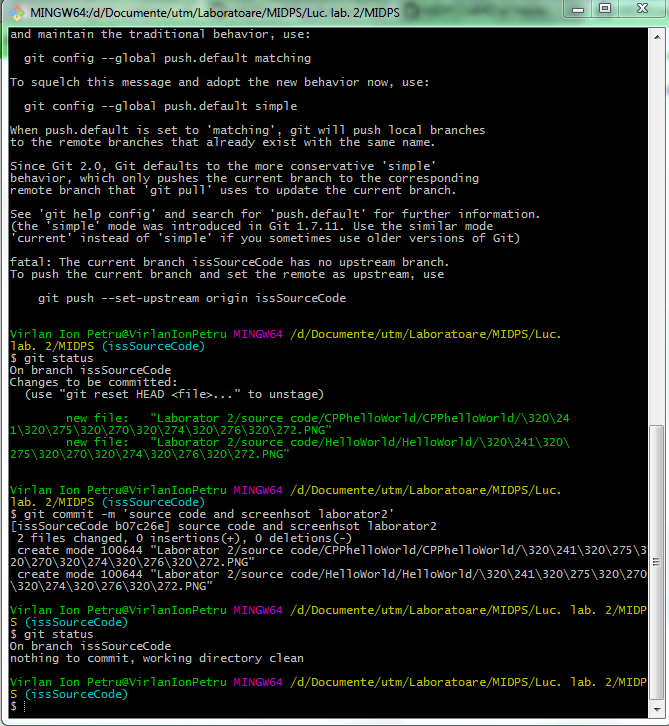 MINGW64:/d/Documente/utm/Laboratoare/MIDPS/Luc. lab. 2/MIDPS
and maintain the traditional behavior, use:
git config --global push.default matching
To squelch this message and adopt the new behavior now, use:
git config --global push.default simple
When push.default is set to 'matching', git will push local branches
to the remote branches that already exist with the same name.
Since Git 2.0, Git defaults to the more conservative 'simple'
behavior, which only pushes the current branch to the corresponding
remote branch that 'git pull' uses to update the current branch.
See 'git help config' and search for 'push.default' for further information.
(the 'simple' mode was introduced in Git 1.7.11. Use the similar mode
'current' instead of 'simple' if you sometimes use older versions of Git)
fatal: The current branch issSourceCode has no upstream branch.
To push the current branch and set the remote as upstream, use
git push --set-upstream origin issSourceCode
Virlan Ion Petru@VirlanIonPetru MINGW64 /d/Documente/utm/Laboratoare/MIDPS/Luc.
lab. 2/MIDPS (issSourceCode)
$ git status
On branch issSourceCode
Changes to be committed:
(use "git reset HEAD <file>..." to unstage)
new file:   "Laborator 2/source code/CPPhelloWorld/CPPhelloWorld/\320\24
1\320\275\320\270\320\274\320\276\320\272.PNG"
new file:   "Laborator 2/source code/HelloWorld/HelloWorld/\320\241\320\
275\320\270\320\274\320\276\320\272.PNG"
Virlan Ion Petru@VirlanIonPetru MINGW64 /d/Documente/utm/Laboratoare/MIDPS/Luc.
lab. 2/MIDPS (issSourceCode)
$ git commit -m 'source code and screenhsot laborator2'
[issSourceCode b07c26e] source code and screenhsot laborator2
2 files changed, 0 insertions(+), 0 deletions(-)
create mode 100644 "Laborator 2/source code/CPPhelloWorld/CPPhelloWorld/\320\241\320\275\3
20\270\320\274\320\276\320\272.PNG"
create mode 100644 "Laborator 2/source code/HelloWorld/HelloWorld/\320\241\320\275\320\270
\320\274\320\276\320\272.PNG"
Virlan Ion Petru@VirlanIonPetru MINGW64 /d/Documente/utm/Laboratoare/MIDPS/Luc. lab. 2/MIDP
S (issSourceCode)
$ git status
On branch issSourceCode
nothing to commit, working directory clean
Virlan Ion Petru@VirlanIonPetru MINGW64 /d/Documente/utm/Laboratoare/MIDPS/Luc. lab. 2/MIDP
S (issSourceCode)
$